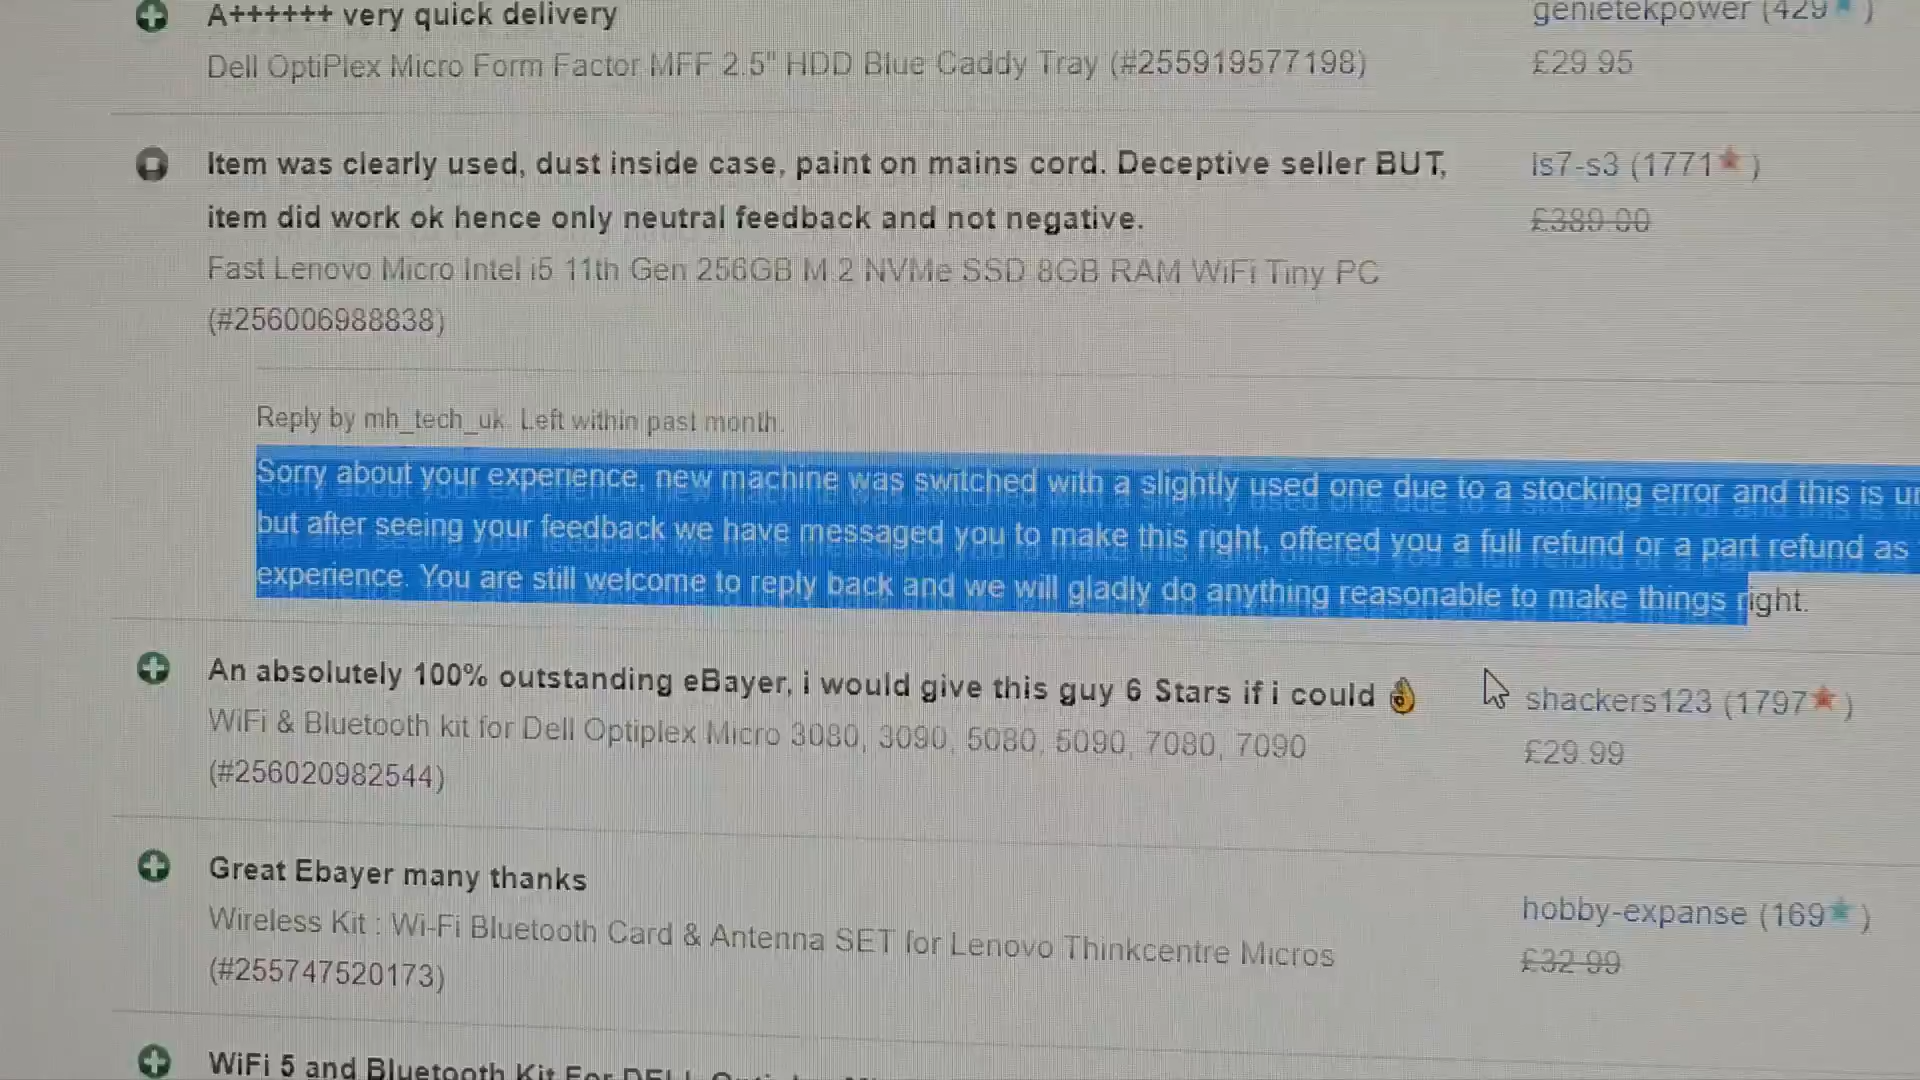 A++++++ very quick delivery
genietekpower (429 )
Dell OptiPlex Micro Form Factor MFF 2.5" HDD Blue Caddy Tray (#255919577198)
£29.95
Item was clearly used, dust inside case, paint on mains cord. Deceptive seller BUT,
ls7-s3 (1771 )
item did work ok hence only neutral feedback and not negative.
£389.00
Fast Lenovo Micro Intel i5 11th Gen 256GB M.2 NVMe SSD 8GB RAM WiFi Tiny PC
(#256006988838)
Reply by mh_tech_uk. Left within past month.
Sorry about your experience, new machine was switched with a slightly used one due to a stocking error and this is
but after seeing your feedback we have messaged you to make this right, offered you a full refund or a part refund as
experience. You are still welcome to reply back and we will gladly do anything reasonable to make things right.
An absolutely 100% outstanding eBayer, i would give this guy 6 Stars if i could 👌
shackers123 (1797 )
WiFi & Bluetooth kit for Dell Optiplex Micro 3080, 3090, 5080, 5090, 7080, 7090
£29.99
(#256020982544)
Great Ebayer many thanks
hobby-expanse (169 )
Wireless Kit : Wi-Fi Bluetooth Card & Antenna SET for Lenovo Thinkcentre Micros
£32.99
(#255747520173)
WiFi 5 and Bluetooth Kit For DELL